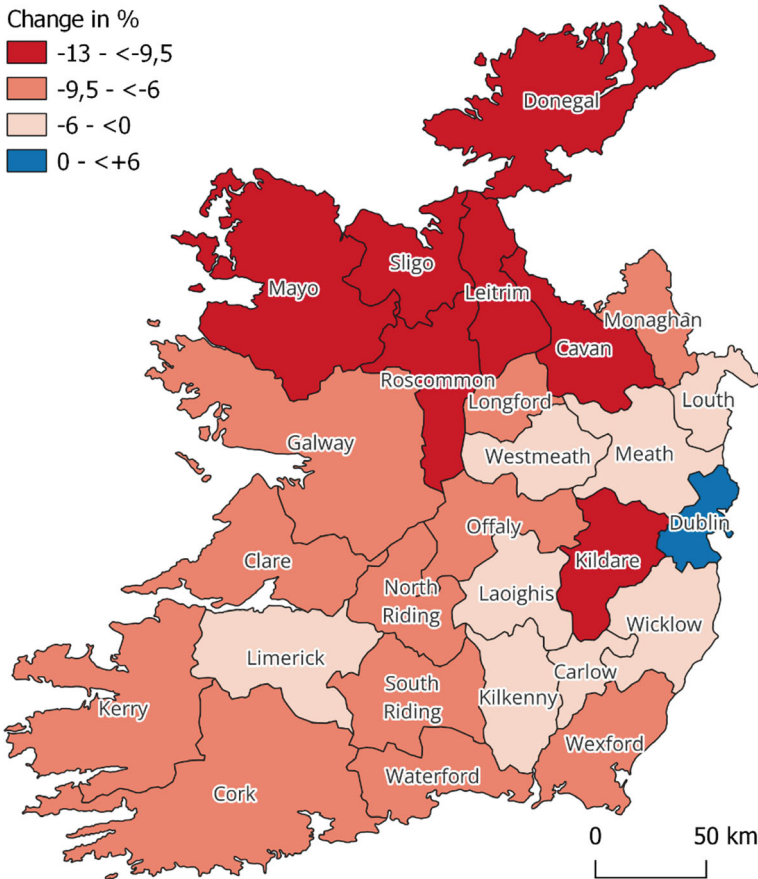 Change in %
-13 - <-9,5
-9,5 - <-6
-6 - <0
0 - <+6
Donegal
Sligo
Mayo
Leitrim
Monaghan
Cavan
Roscommon
Longford
Louth
Galway
Westmeath
Meath
Offaly
Dublin
Clare
Kildare
North
Riding
Laoighis
Wicklow
Limerick
Carlow
South
Riding
Kilkenny
Kerry
Wexford
Waterford
Cork
0 50 km